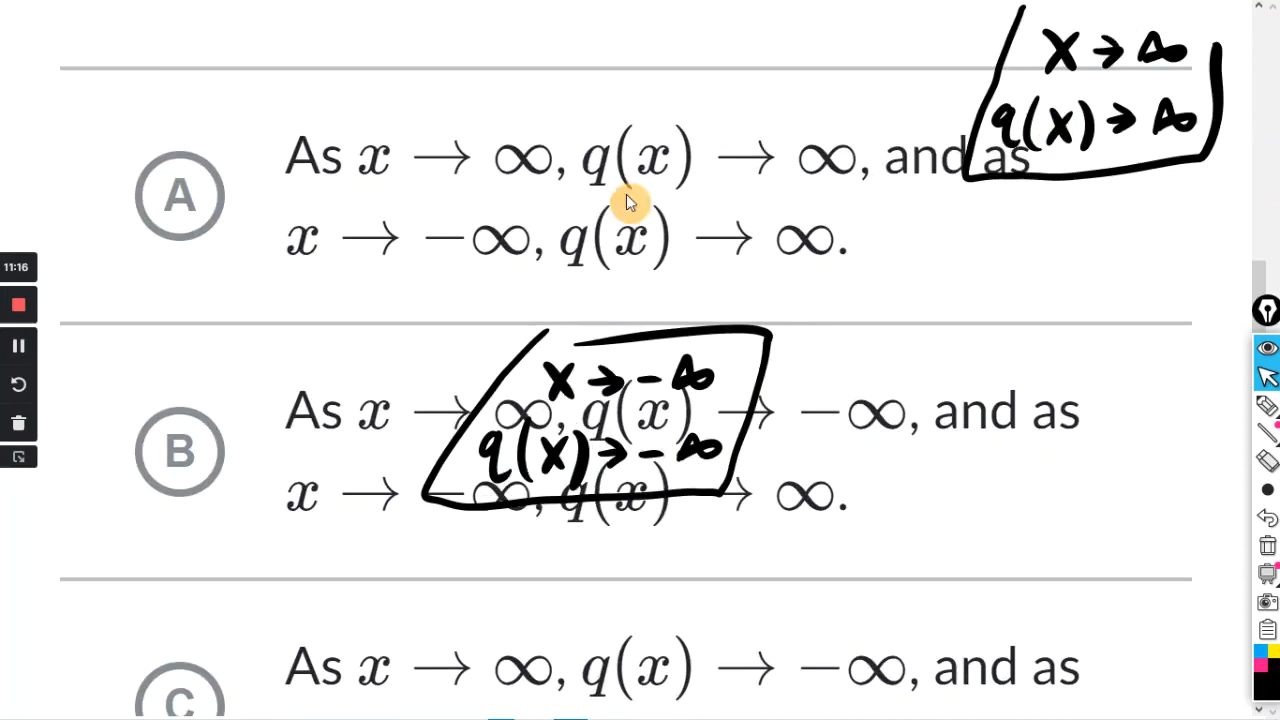 x → ∞
q(x) → ∞
A
As x → ∞, q(x) → ∞, and as
x → −∞, q(x) → ∞.
11:16
x → -∞
q(x) → -∞
B
As x → ∞, q(x) → −∞, and as
x → −∞, q(x) → ∞.
C
As x → ∞, q(x) → −∞, and as